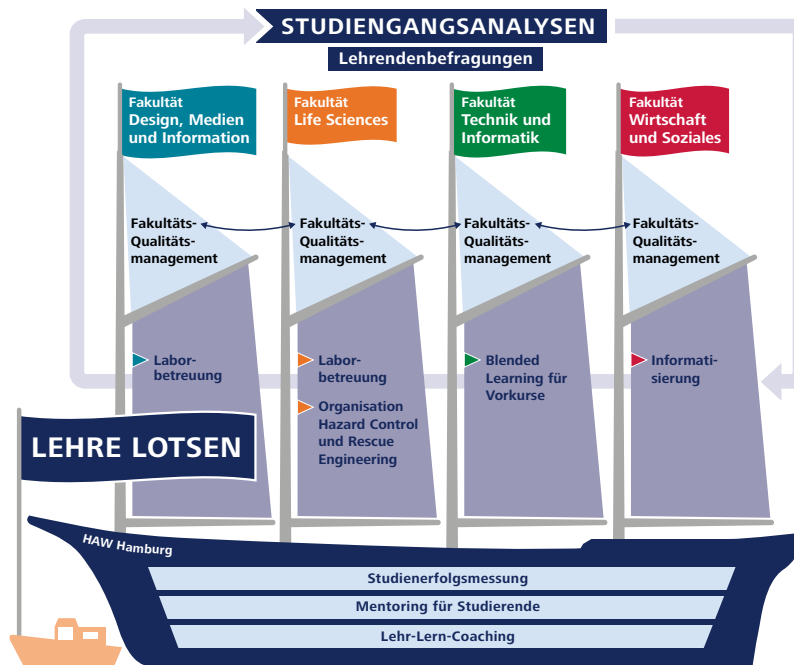 STUDIENGANGSANALYSEN
Lehrendenbefragungen
Fakultät
Design, Medien
und Information
Fakultät
Life Sciences
Fakultät
Technik und
Informatik
Fakultät
Wirtschaft
und Soziales
Fakultäts-
Qualitäts-
management
Fakultäts-
Qualitäts-
management
Fakultäts-
Qualitäts-
management
Fakultäts-
Qualitäts-
management
Labor-
betreuung
Labor-
betreuung
Organisation
Hazard Control
und Rescue
Engineering
Blended
Learning für
Vorkurse
Informati-
sierung
LEHRE LOTSEN
HAW Hamburg
Studienerfolgsmessung
Mentoring für Studierende
Lehr-Lern-Coaching